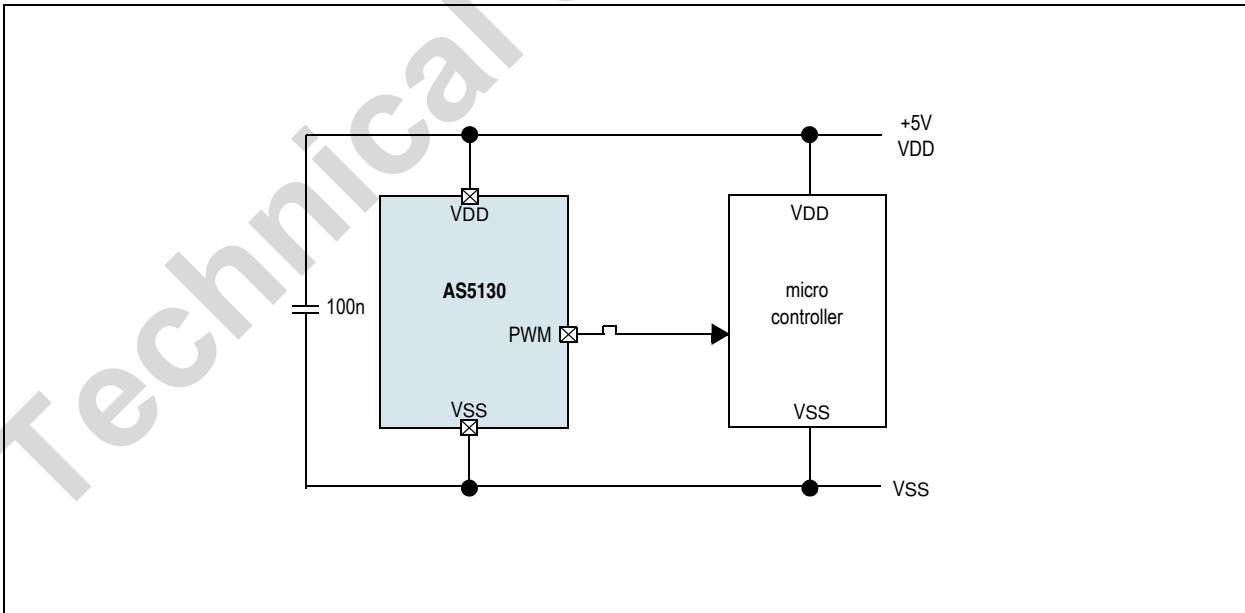 Technical
+5V
VDD
VDD
VDD
AS5130
micro
controller
100n
PWM
VSS
VSS
VSS